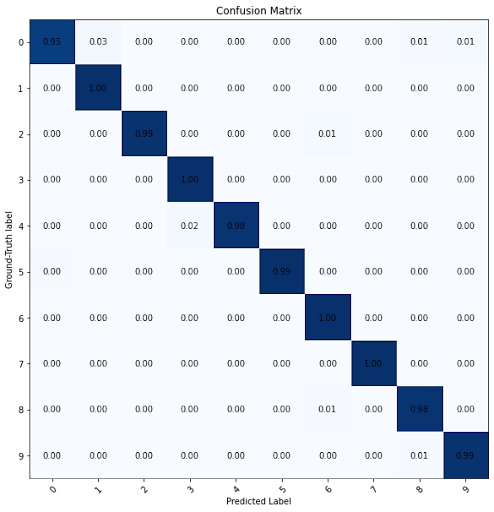 Confusion Matrix
0 0.95 0.03 0.00 0.00 0.00 0.00 0.00 0.00 0.01 0.01
1 0.00 1.00 0.00 0.00 0.00 0.00 0.00 0.00 0.00 0.00
2 0.00 0.00 0.99 0.00 0.00 0.00 0.01 0.00 0.00 0.00
3 0.00 0.00 0.00 1.00 0.00 0.00 0.00 0.00 0.00 0.00
4 0.00 0.00 0.00 0.02 0.98 0.00 0.00 0.00 0.00 0.00
Ground-Truth label
5 0.00 0.00 0.00 0.00 0.00 0.99 0.00 0.00 0.00 0.00
6 0.00 0.00 0.00 0.00 0.00 0.00 1.00 0.00 0.00 0.00
7 0.00 0.00 0.00 0.00 0.00 0.00 0.00 1.00 0.00 0.00
8 0.00 0.00 0.00 0.00 0.00 0.00 0.01 0.00 0.98 0.00
9 0.00 0.00 0.00 0.00 0.00 0.00 0.00 0.00 0.01 0.99
0 1 2 3 4 5 6 7 8 9
Predicted Label